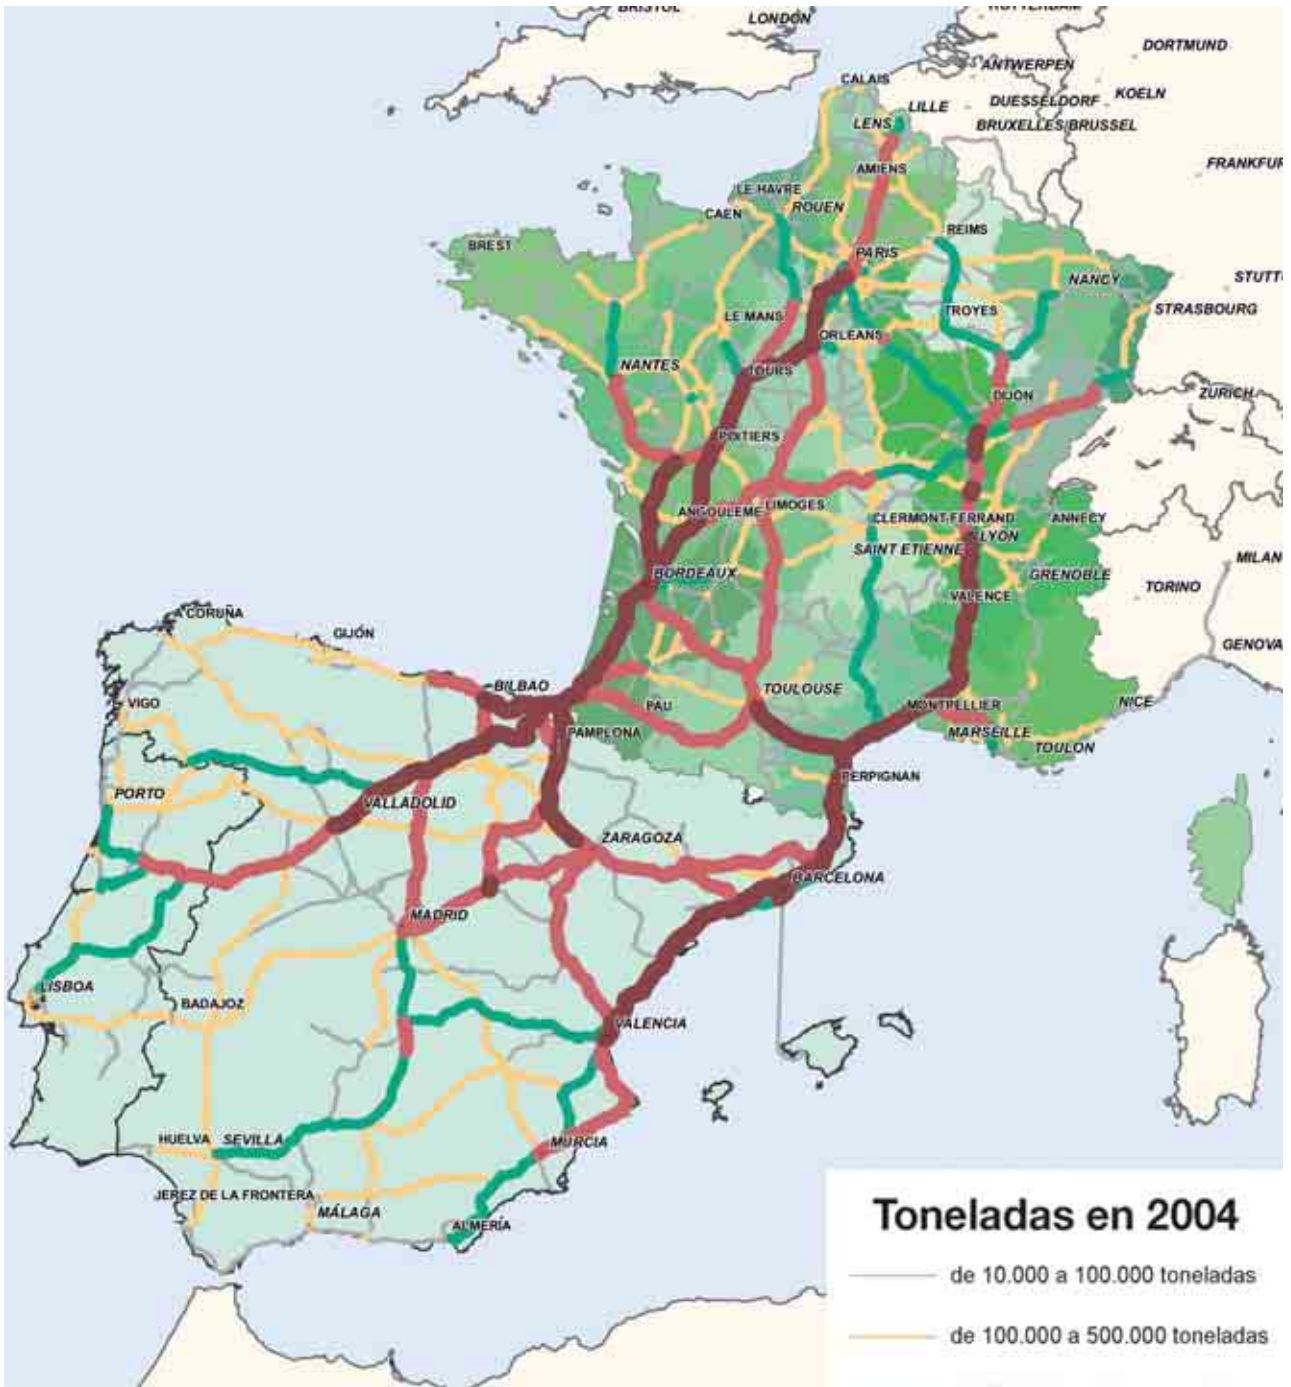 BRISTOL
LONDON
ROTTERDAM
DORTMUND
ANTWERPEN
CALAIS
LILLE
DUESSELDORF
KOELN
LENS
BRUXELLES/BRUSSEL
FRANKFUR
AMIENS
LE HAVRE
ROUEN
CAEN
REIMS
BREST
PARIS
NANCY
STUTT
TROYES
STRASBOURG
LE MANS
ORLEANS
NANTES
TOURS
DIJON
ZURICH
POITIERS
ANGOULEME
LIMOGES
CLERMONT-FERRAND
ANNECY
LYON
SAINT ETIENNE
MILAN
BORDEAUX
GRENOBLE
TORINO
VALENCE
A CORUÑA
GIJÓN
GENOVA
BILBAO
TOULOUSE
VIGO
PAU
MONTPELLIER
NICE
PAMPLONA
MARSEILLE
TOULON
PERPIGNAN
PORTO
VALLADOLID
ZARAGOZA
BARCELONA
MADRID
LISBOA
BADAJOZ
VALENCIA
HUELVA
SEVILLA
MURCIA
JEREZ DE LA FRONTERA
MÁLAGA
ALMERÍA
Toneladas en 2004
de 10.000 a 100.000 toneladas
de 100.000 a 500.000 toneladas